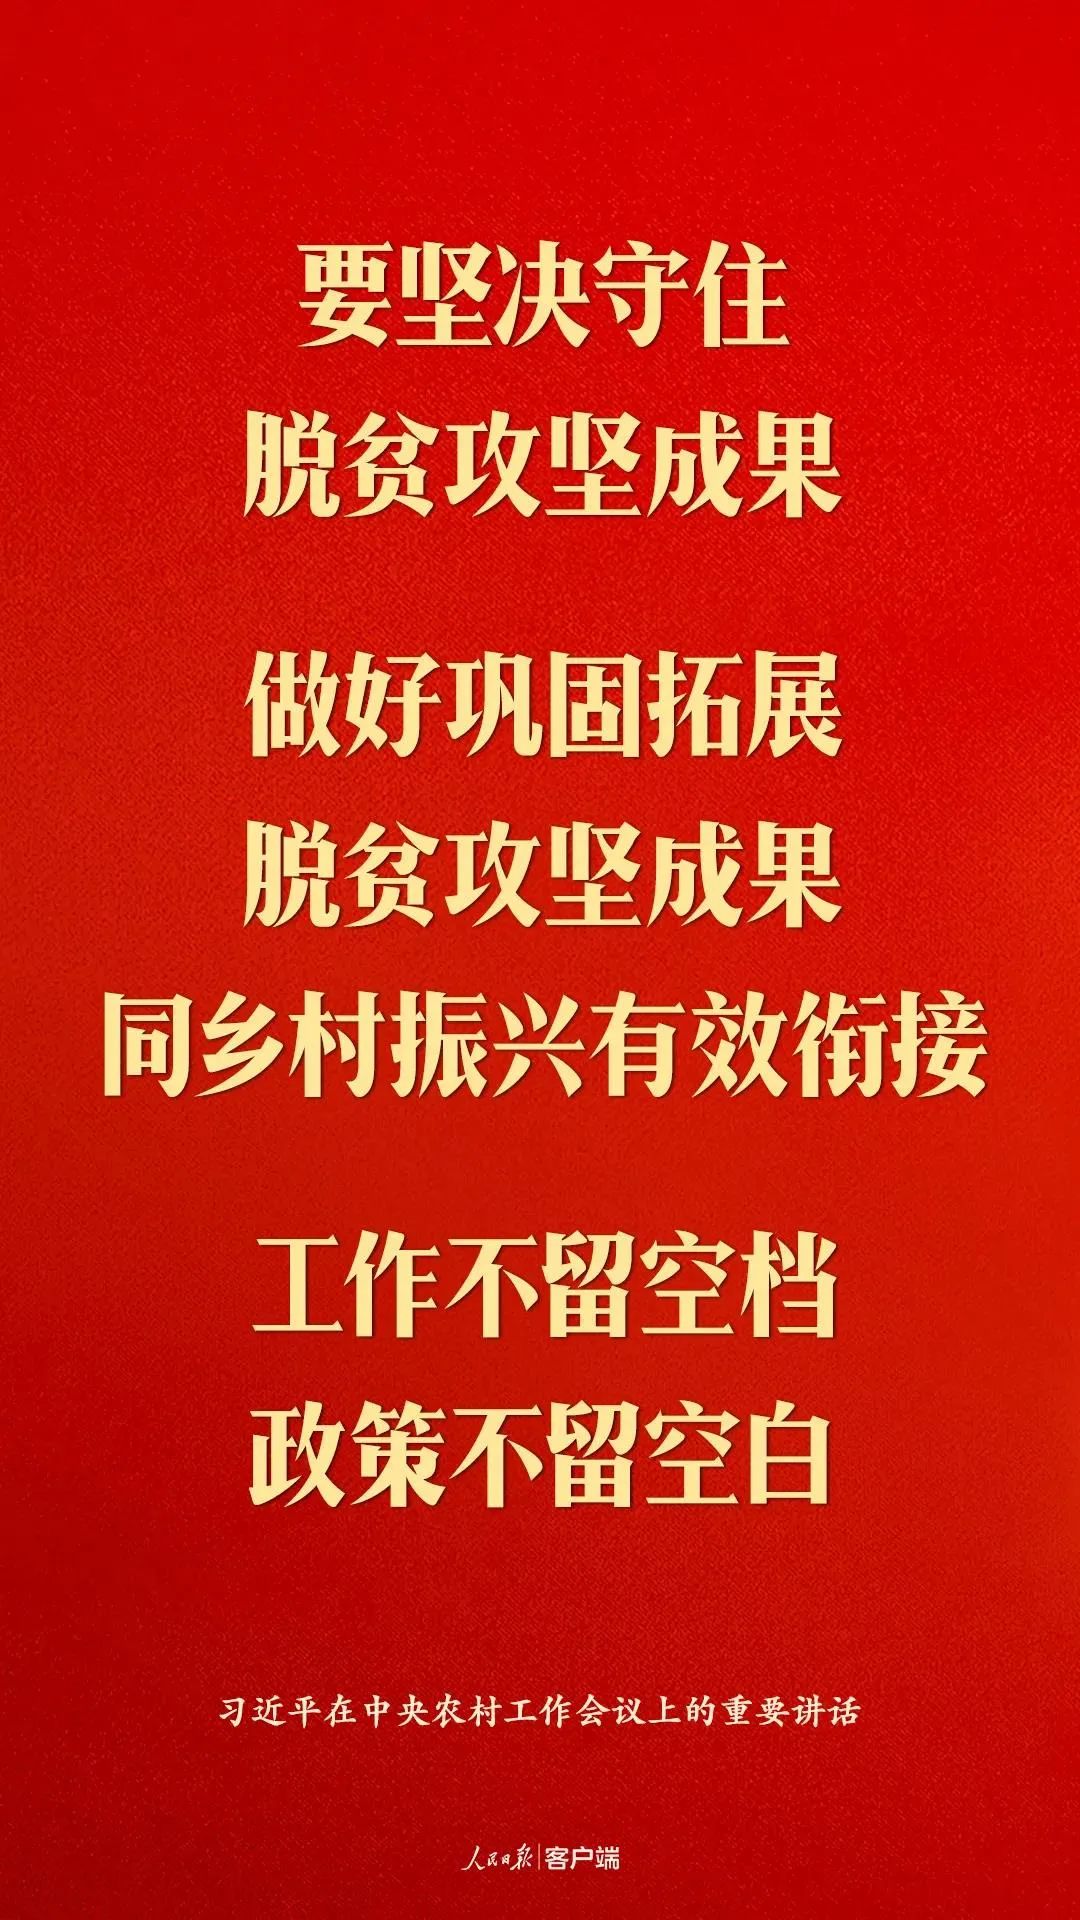 要坚决守住
脱贫攻坚成果
做好巩固拓展
脱贫攻坚成果
同乡村振兴有效衔接
工作不留空档
政策不留空白
习近平在中央农村工作会议上的重要讲话
人民日报|客户端